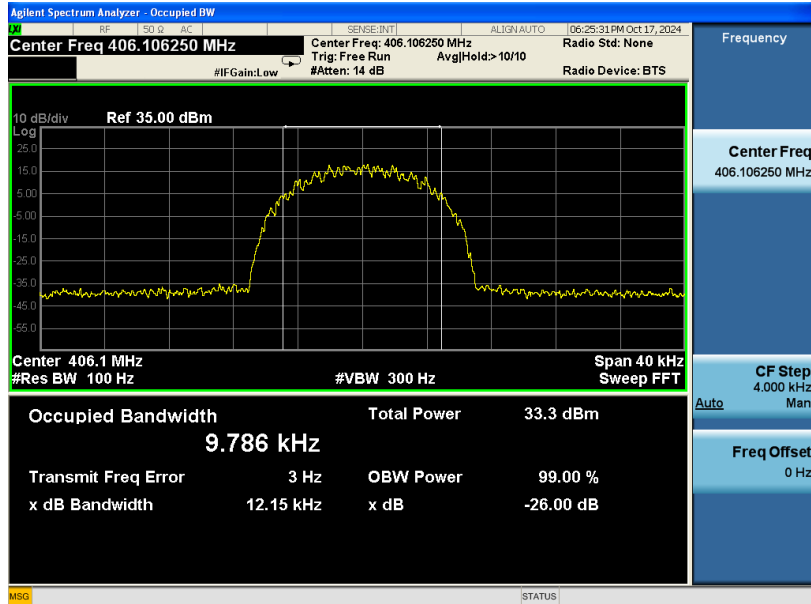 Agilent Spectrum Analyzer - Occupied BW
LXI RF 50 Ω AC SENSE:INT ALIGN AUTO 06:25:31 PM Oct 17, 2024
Center Freq 406.106250 MHz
Center Freq: 406.106250 MHz Radio Std: None
Trig: Free Run Avg|Hold:>10/10
#IFGain:Low #Atten: 14 dB Radio Device: BTS
10 dB/div Ref 35.00 dBm
Log
25.0
15.0
5.00
-5.00
-15.0
-25.0
-35.0
-45.0
-55.0
Center 406.1 MHz Span 40 kHz
#Res BW 100 Hz #VBW 300 Hz Sweep FFT
Occupied Bandwidth Total Power 33.3 dBm
9.786 kHz
Transmit Freq Error 3 Hz OBW Power 99.00 %
x dB Bandwidth 12.15 kHz x dB -26.00 dB
MSG STATUS
Frequency
Center Freq
406.106250 MHz
CF Step
4.000 kHz
Auto Man
Freq Offset
0 Hz